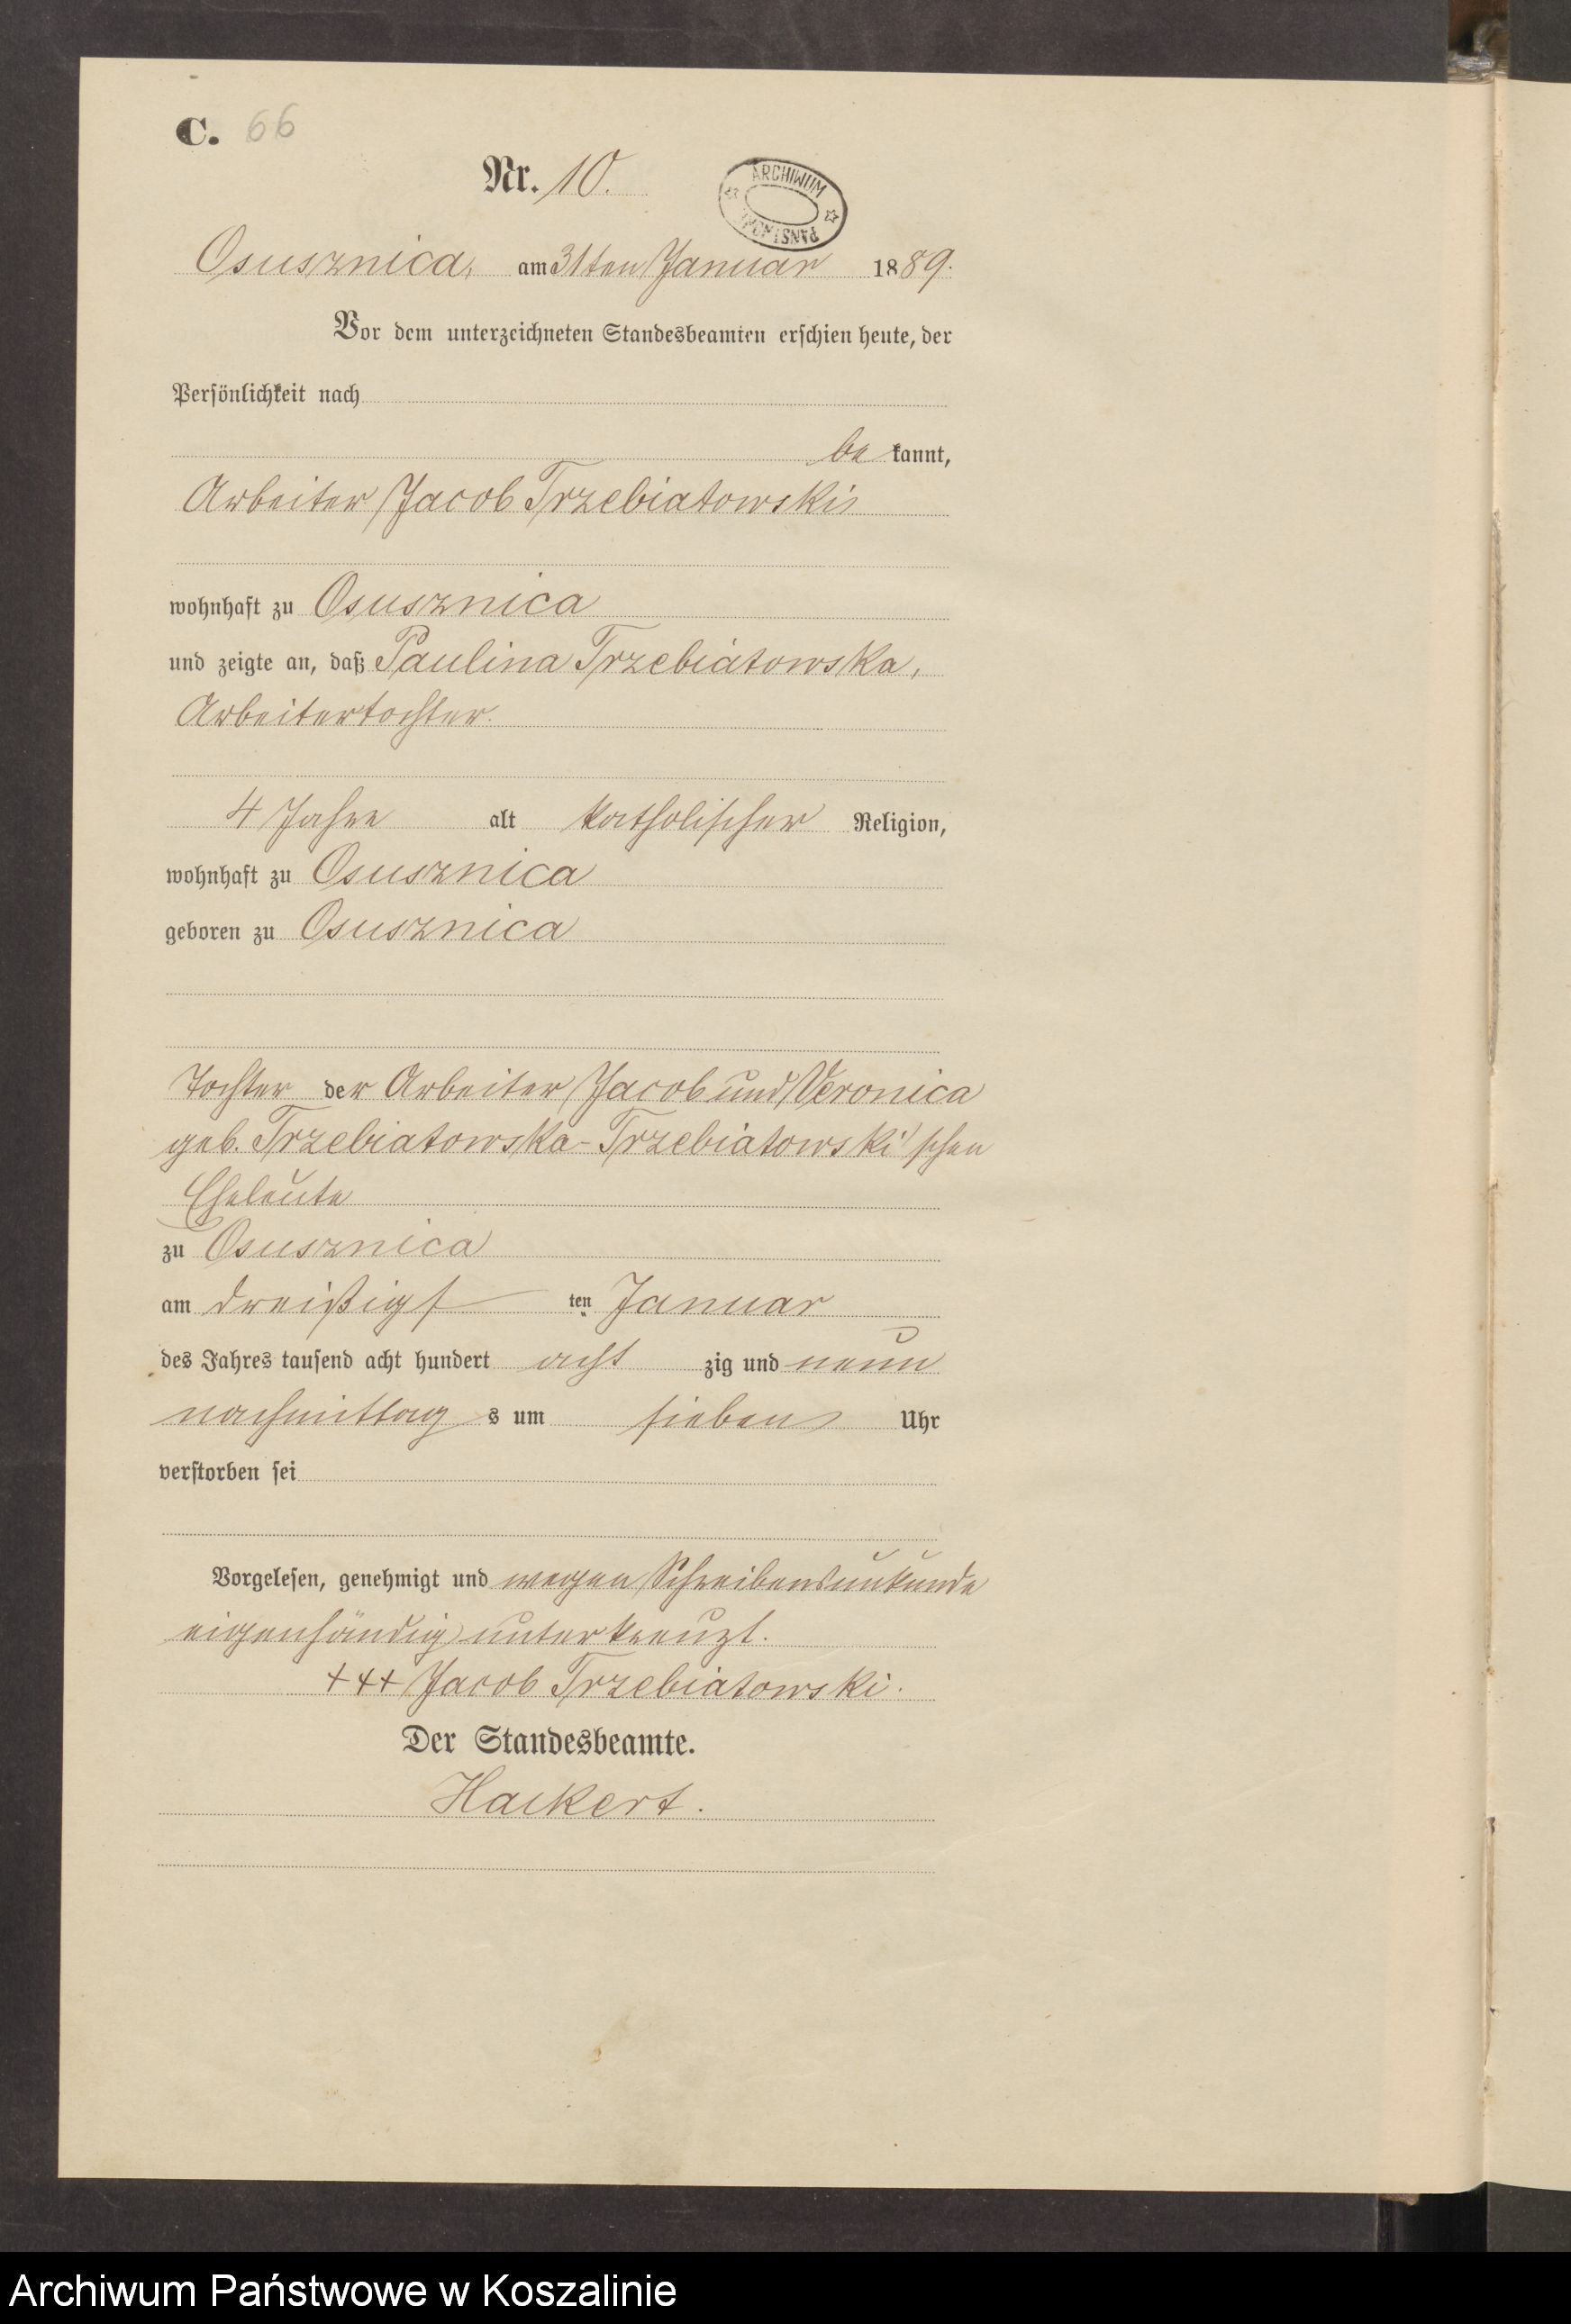 C. 66
Nr. 10.
ARCHIWUM
PAŃSTWOWE
Osusznica, am 31ten Januar 1889.
Vor dem unterzeichneten Standesbeamten erschien heute, der
Persönlichkeit nach
be kannt,
Arbeiter Jacob Trzebiatowski
wohnhaft zu Osusznica
und zeigte an, daß Paulina Trzebiatowska,
Arbeitertochter.
4 Jahre alt katholischer Religion,
wohnhaft zu Osusznica
geboren zu Osusznica
Tochter der Arbeiter Jacob und Veronica
geb. Trzebiatowska-Trzebiatowski'schen
Eheleute
zu Osusznica
am dreißigst ten Januar
des Jahres tausend acht hundert acht zig und neun
nachmittag s um sieben Uhr
verstorben sei
Vorgelesen, genehmigt und wegen Schreibensunkunde
eigenhändig unterkreuzt.
+++ Jacob Trzebiatowski.
Der Standesbeamte.
Hackert.
Archiwum Państwowe w Koszalinie